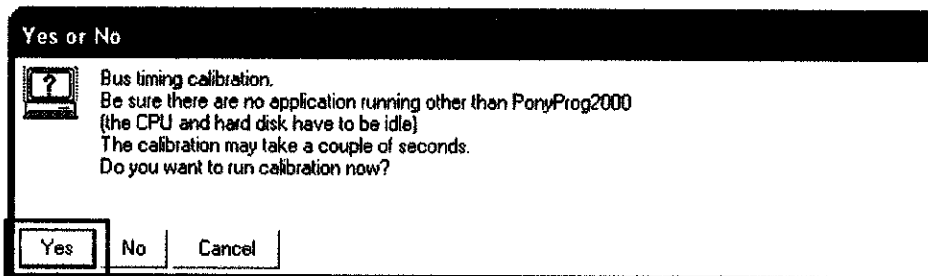 Yes or No
?
Bus timing calibration.
Be sure there are no application running other than PonyProg2000
(the CPU and hard disk have to be idle)
The calibration may take a couple of seconds.
Do you want to run calibration now?
Yes No Cancel